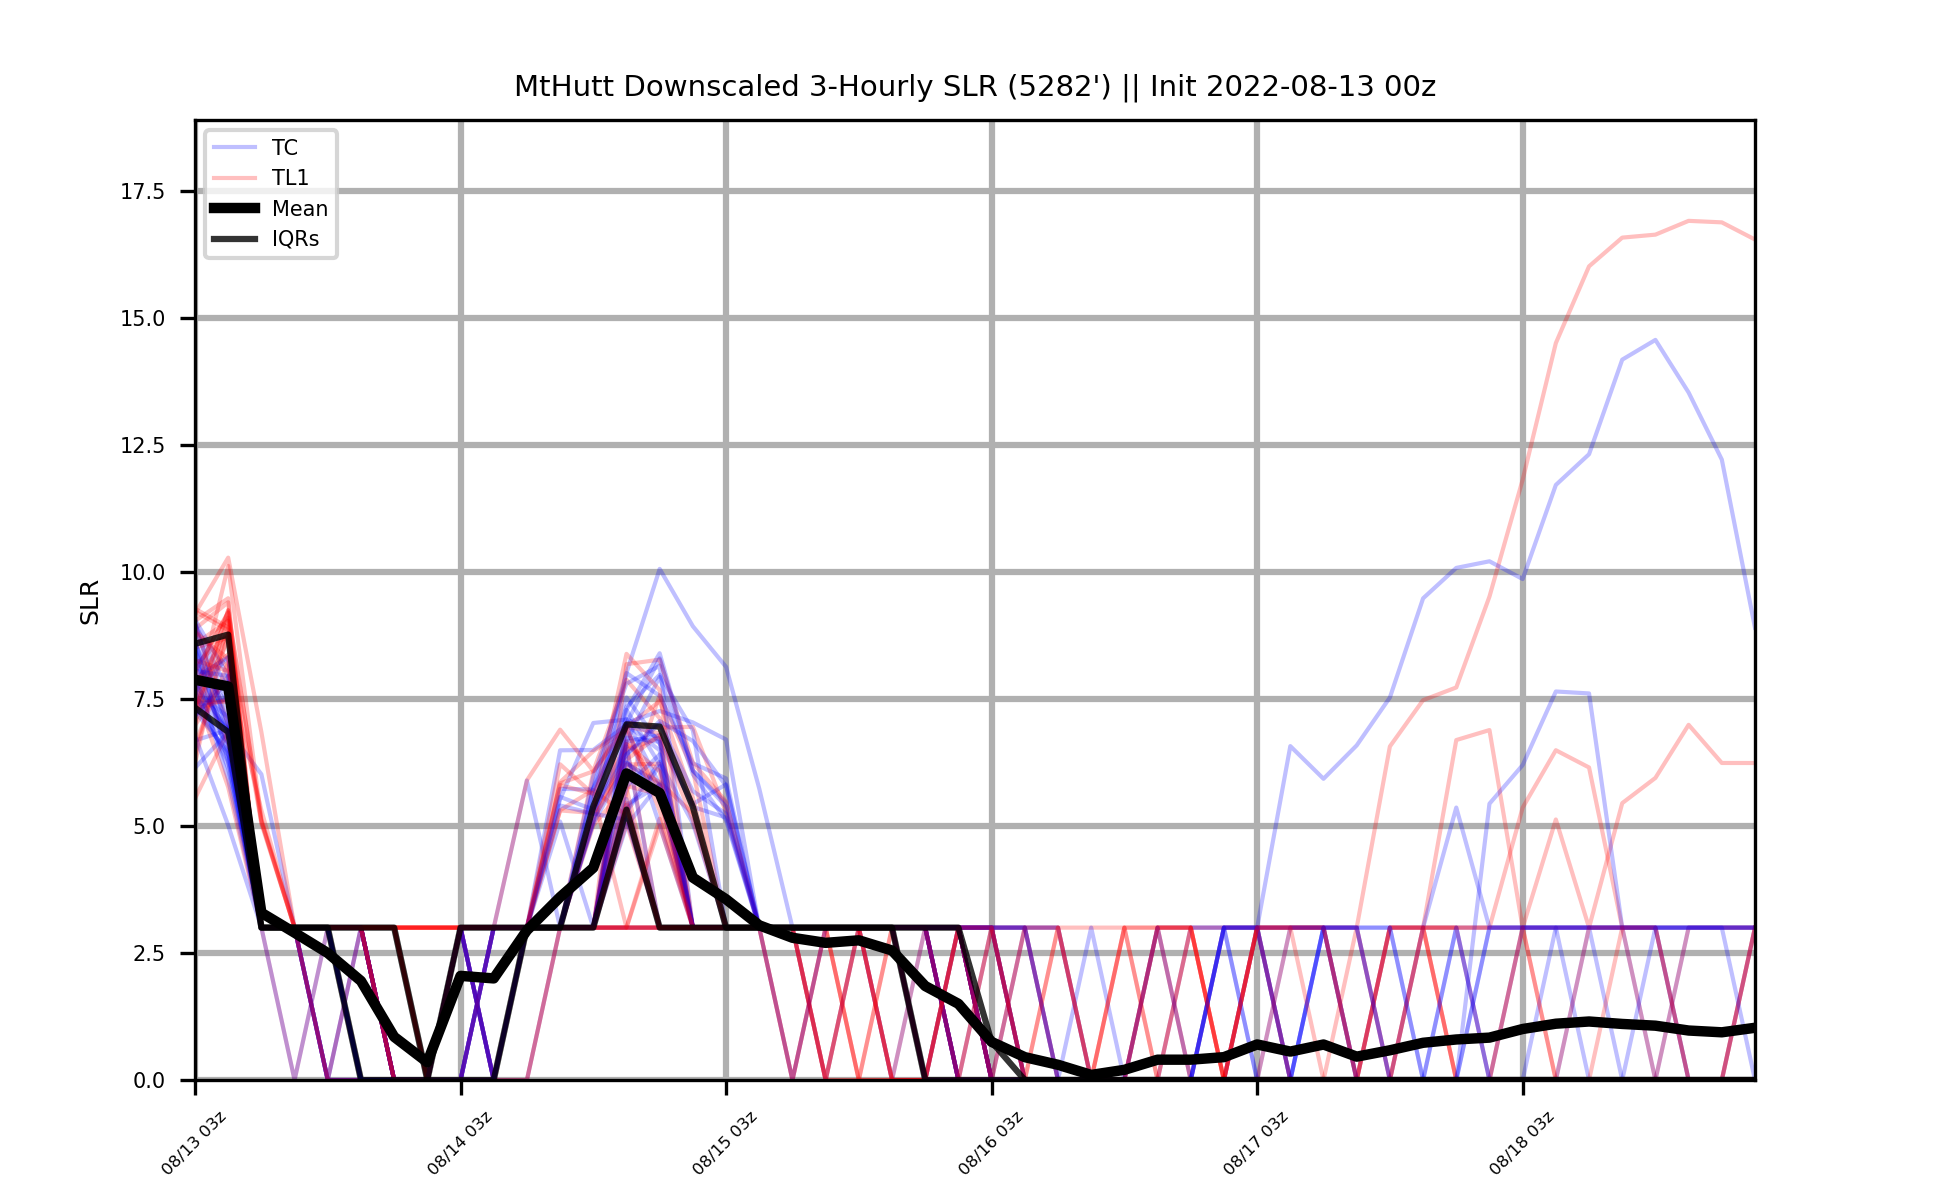 MtHutt Downscaled 3-Hourly SLR (5282') || Init 2022-08-13 00z
TC
TL1
Mean
IQRs
17.5
15.0
12.5
10.0
7.5
5.0
2.5
0.0
SLR
08/13 03z
08/14 03z
08/15 03z
08/16 03z
08/17 03z
08/18 03z